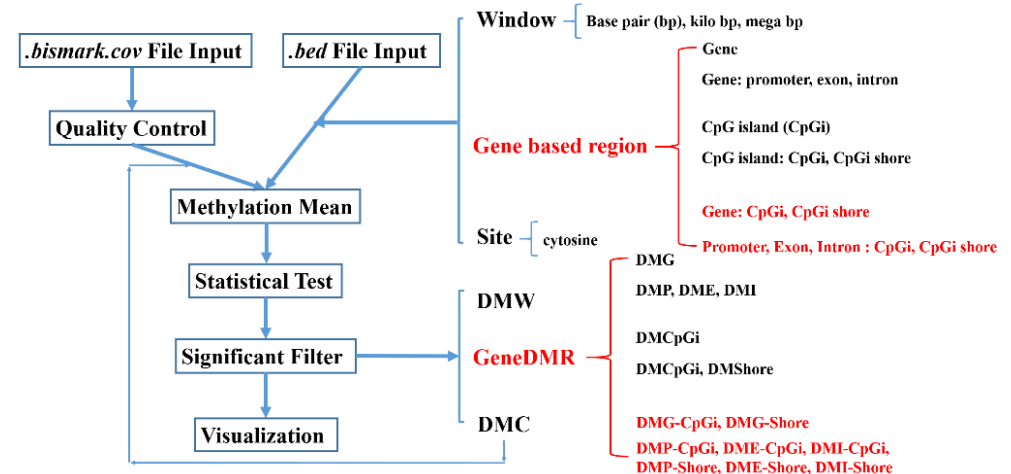 .bismark.cov File Input
.bed File Input
Quality Control
Methylation Mean
Statistical Test
Significant Filter
Visualization
Window
Base pair (bp), kilo bp, mega bp
Gene based region
Gene
Gene: promoter, exon, intron
CpG island (CpGi)
CpG island: CpGi, CpGi shore
Gene: CpGi, CpGi shore
Promoter, Exon, Intron : CpGi, CpGi shore
Site
cytosine
DMW
GeneDMR
DMG
DMP, DME, DMI
DMCpGi
DMCpGi, DMShore
DMG-CpGi, DMG-Shore
DMP-CpGi, DME-CpGi, DMI-CpGi,
DMP-Shore, DME-Shore, DMI-Shore
DMC